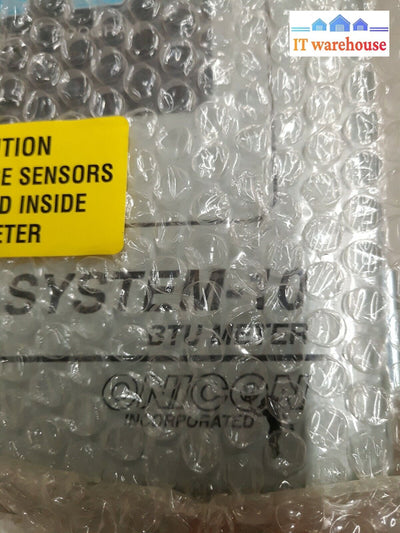 IT warehouse
TION
E SENSORS
D INSIDE
ETER
SYSTEM-10
BTU METER
ONICON
INCORPORATED